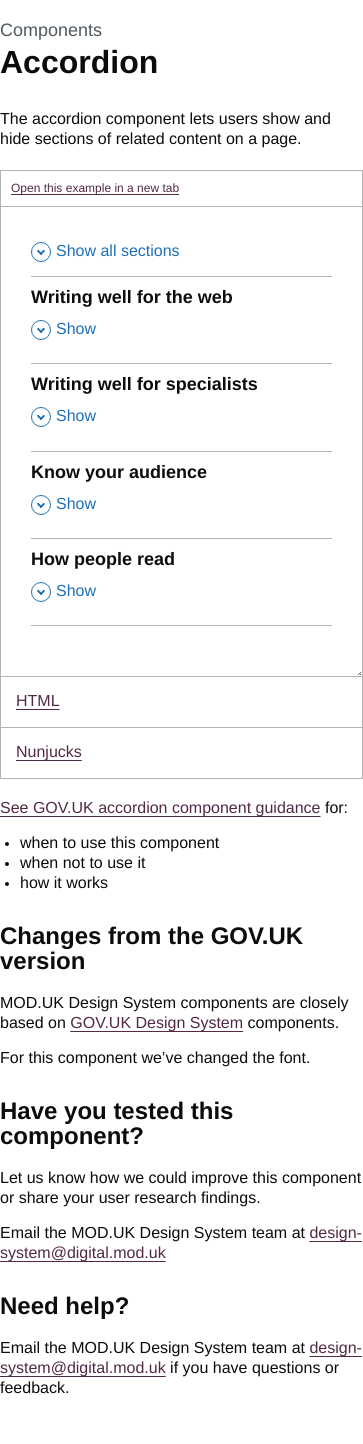 Components
Accordion
The accordion component lets users show and
hide sections of related content on a page.
Open this example in a new tab
Show all sections
Writing well for the web
Show
Writing well for specialists
Show
Know your audience
Show
How people read
Show
HTML
Nunjucks
See GOV.UK accordion component guidance for:
• when to use this component
• when not to use it
• how it works
Changes from the GOV.UK
version
MOD.UK Design System components are closely
based on GOV.UK Design System components.
For this component we’ve changed the font.
Have you tested this
component?
Let us know how we could improve this component
or share your user research findings.
Email the MOD.UK Design System team at design-
system@digital.mod.uk
Need help?
Email the MOD.UK Design System team at design-
system@digital.mod.uk if you have questions or
feedback.